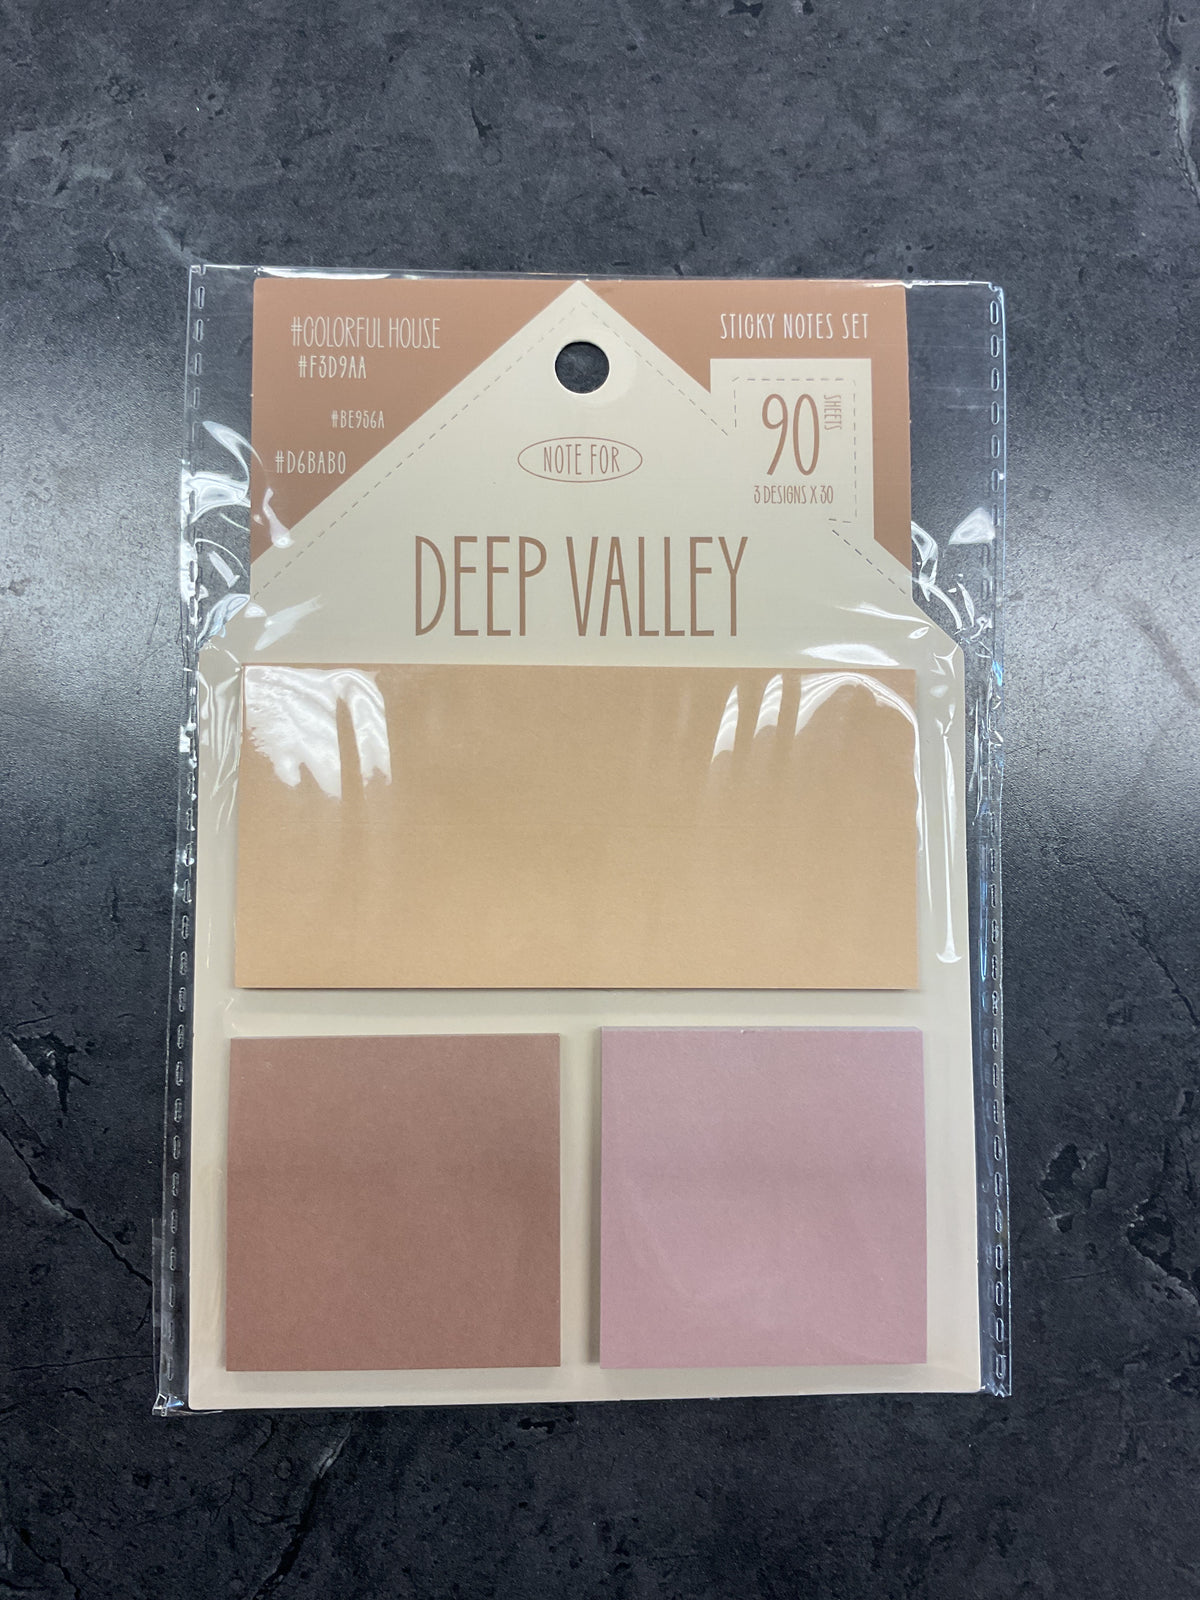 #COLORFUL HOUSE
#F3D9AA
#BE956A
#D6BAB0
STICKY NOTES SET
90
SHEETS
3 DESIGNS X 30
NOTE FOR
DEEP VALLEY